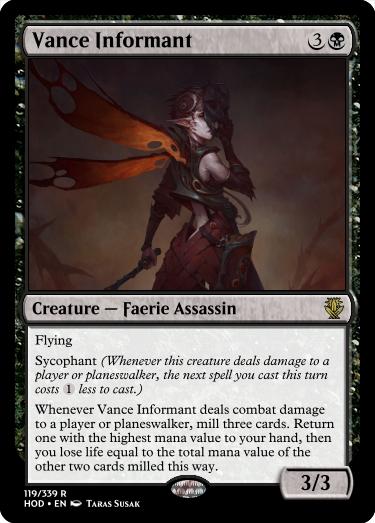 Vance Informant 3
Creature — Faerie Assassin
Flying
Sycophant (Whenever this creature deals damage to a
player or planeswalker, the next spell you cast this turn
costs 1 less to cast.)
Whenever Vance Informant deals combat damage
to a player or planeswalker, mill three cards. Return
one with the highest mana value to your hand, then
you lose life equal to the total mana value of the
other two cards milled this way.
3/3
119/339 R
HOD • EN Taras Susak